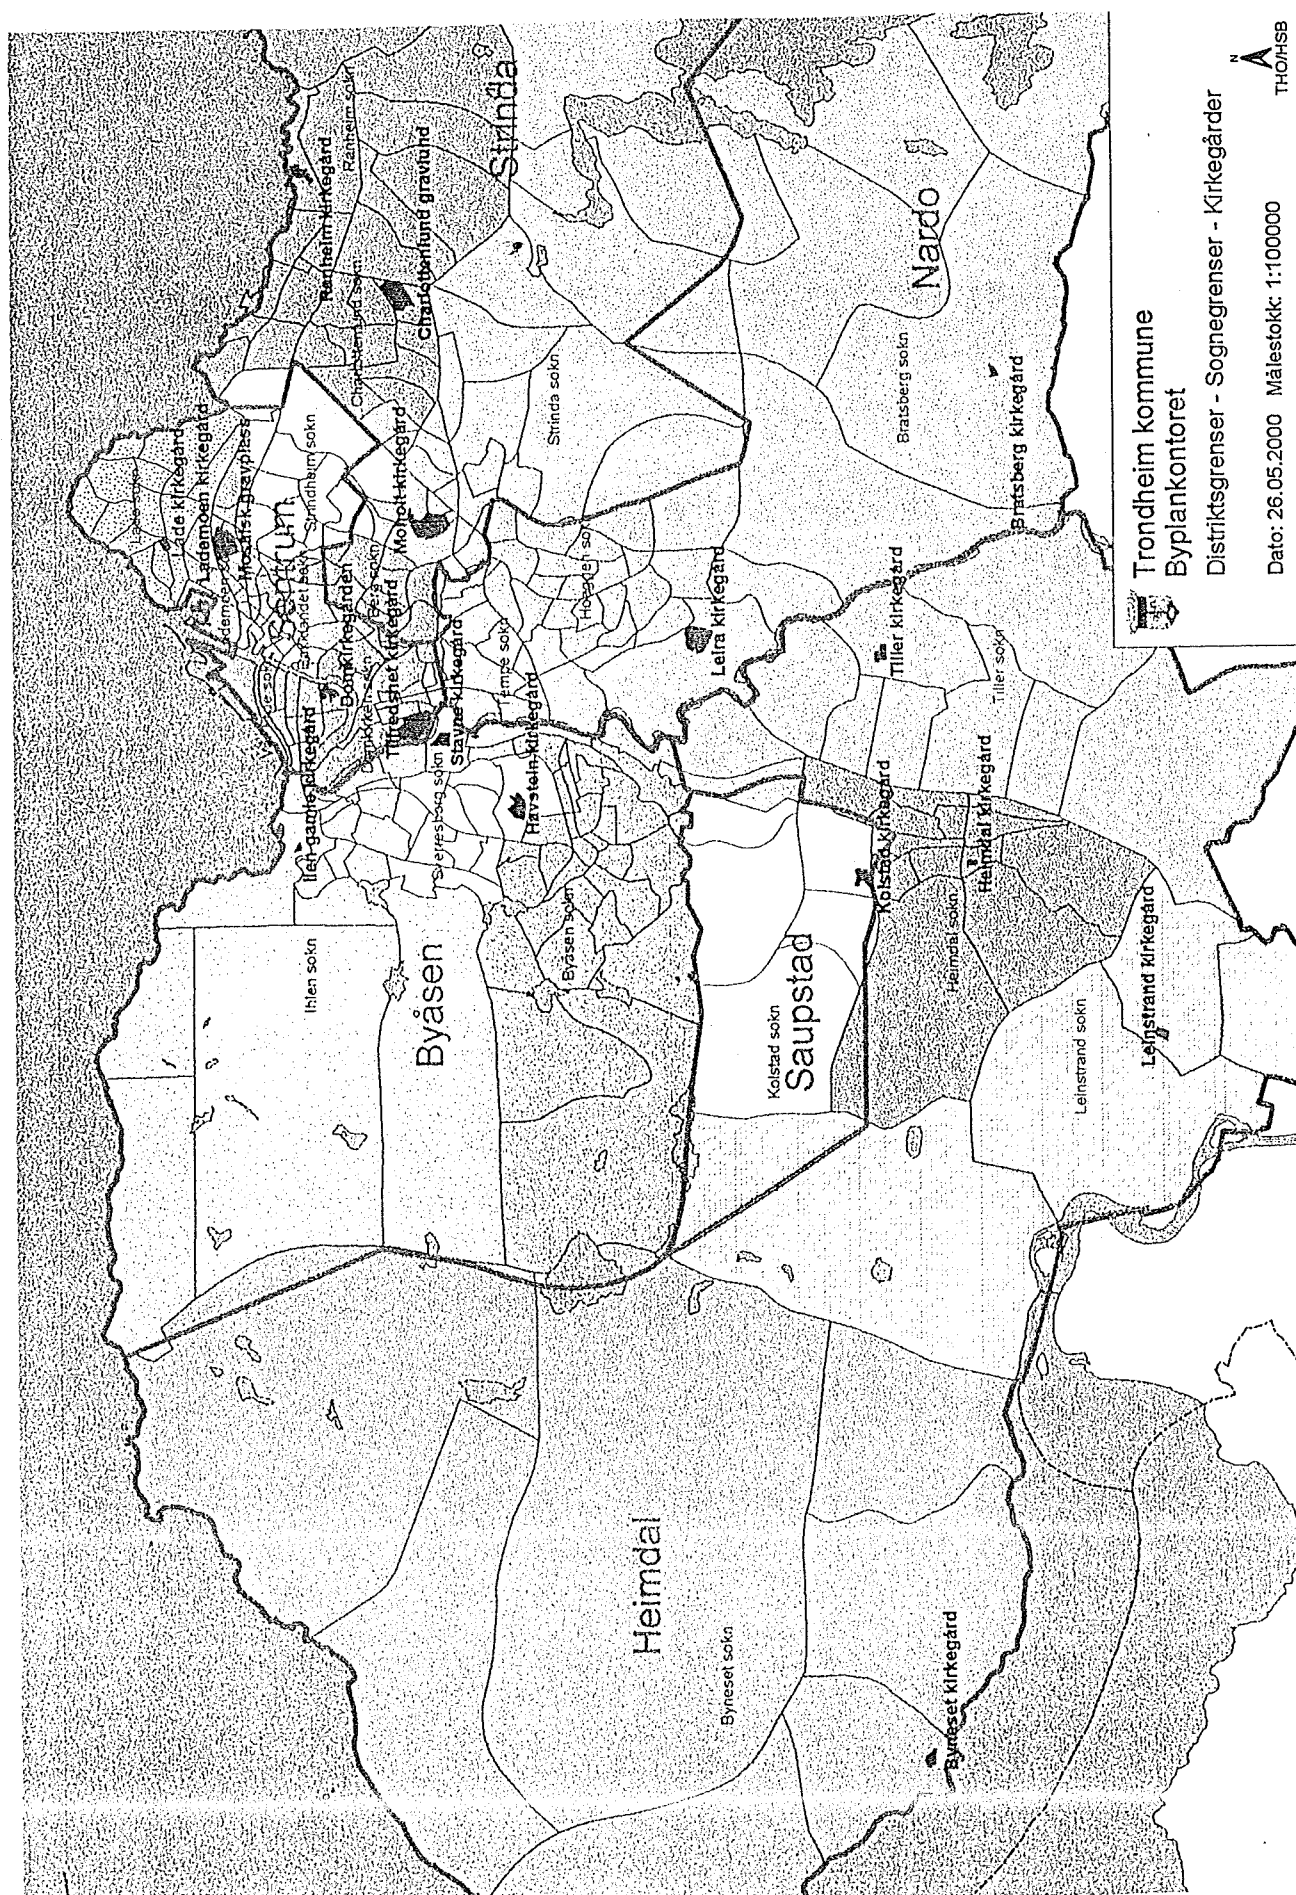 Trondheim kommune
Byplankontoret
Distriktsgrenser - Sognegrenser - Kirkegårder
Dato: 26.05.2000 Målestokk: 1:100000
N
THO/HSB
Lade kirkegård
Lademoen kirkegård
Mosaisk gravplass
Strindheim sokn
Ranheim kirkegård
Ranheim sokn
Charlottenlund sokn
Charlottenlund gravlund
Strinda
Moholt kirkegård
Domkirkegården
Tilfredshet kirkegård
Ilen gamle kirkegård
Stavne kirkegård
Sverresborg sokn
Havstein kirkegård
Ihlen sokn
Byåsen
Byåsen sokn
Strinda sokn
Hoeggen sokn
Leira kirkegård
Nardo
Bratsberg sokn
Bratsberg kirkegård
Tiller kirkegård
Tiller sokn
Kolstad sokn
Saupstad
Kolstad kirkegård
Heimdal kirkegård
Heimdal sokn
Leinstrand kirkegård
Leinstrand sokn
Heimdal
Byneset sokn
Byneset kirkegård